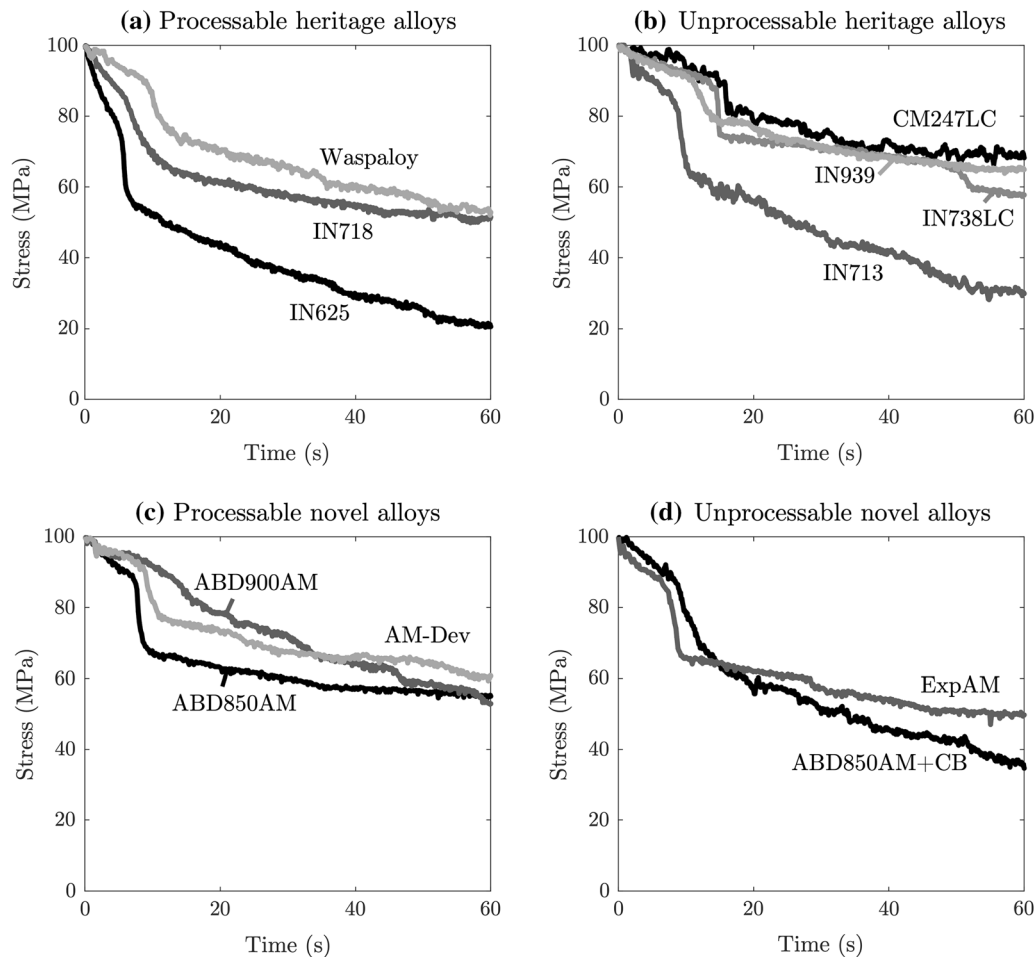 (a) Processable heritage alloys
100
80
60
40
20
0
Stress (MPa)
Waspaloy
IN718
IN625
0 20 40 60
Time (s)
(b) Unprocessable heritage alloys
100
80
60
40
20
0
Stress (MPa)
CM247LC
IN939
IN738LC
IN713
0 20 40 60
Time (s)
(c) Processable novel alloys
100
80
60
40
20
0
Stress (MPa)
ABD900AM
AM-Dev
ABD850AM
0 20 40 60
Time (s)
(d) Unprocessable novel alloys
100
80
60
40
20
0
Stress (MPa)
ExpAM
ABD850AM+CB
0 20 40 60
Time (s)